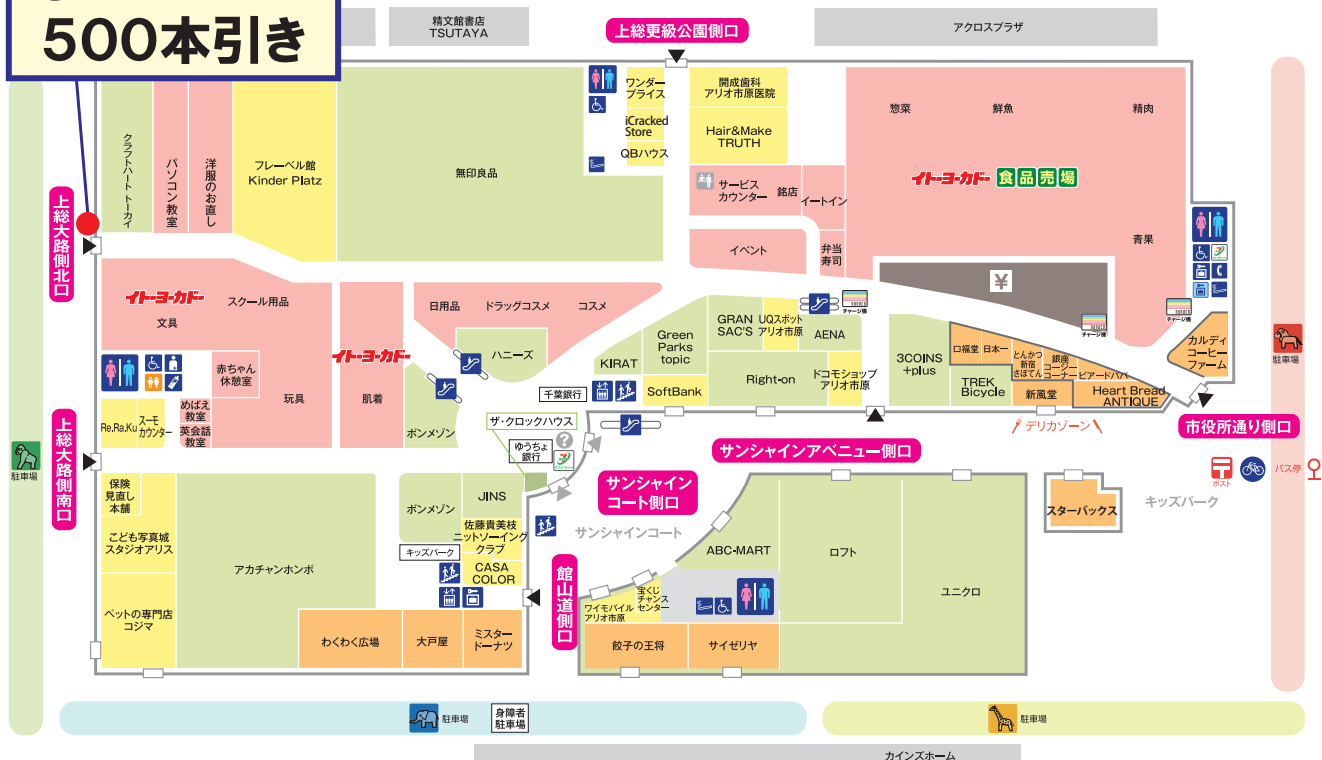 500本引き
精文館書店
TSUTAYA
上総更級公園側口
アクロスプラザ
クラフトハート トーカイ
パソコン教室
洋服のお直し
フレーベル館
Kinder Platz
無印良品
ワンダー
プライス
iCracked
Store
QBハウス
開成歯科
アリオ市原医院
Hair&Make
TRUTH
サービス
カウンター
銘店
イートイン
イベント
弁当
寿司
惣菜
鮮魚
精肉
イトーヨーカドー 食品売場
青果
上総大路側北口
イトーヨーカドー
スクール用品
文具
イトーヨーカドー
日用品
ドラッグコスメ
コスメ
ハニーズ
赤ちゃん
休憩室
玩具
肌着
Re.Ra.Ku
スーモ
カウンター
めばえ
教室
英会話
教室
ボンメゾン
KIRAT
Green
Parks
topic
GRAN
SAC'S
UQスポット
アリオ市原
AENA
チャージ機
千葉銀行
SoftBank
Right-on
ドコモショップ
アリオ市原
3COINS
+plus
TREK
Bicycle
口福堂
日本一
とんかつ
新宿
さぼてん
銀座
コージー
コーナー
ビアードパパ
新風堂
Heart Bread
ANTIQUE
¥
チャージ機
チャージ機
カルディ
コーヒー
ファーム
駐車場
市役所通り側口
デリカゾーン
ポスト
バス停
キッズパーク
スターバックス
ザ・クロックハウス
ゆうちょ
銀行
サンシャインアベニュー側口
サンシャイン
コート側口
サンシャインコート
上総大路側南口
駐車場
保険
見直し
本舗
こども写真城
スタジオアリス
ペットの専門店
コジマ
アカチャンホンポ
ボンメゾン
JINS
佐藤貴美枝
ニットソーイング
クラブ
キッズパーク
CASA
COLOR
わくわく広場
大戸屋
ミスター
ドーナツ
館山道側口
ABC-MART
ロフト
ユニクロ
ワイモバイル
アリオ市原
宝くじ
チャンス
センター
餃子の王将
サイゼリヤ
駐車場
身障者
駐車場
駐車場
カインズホーム